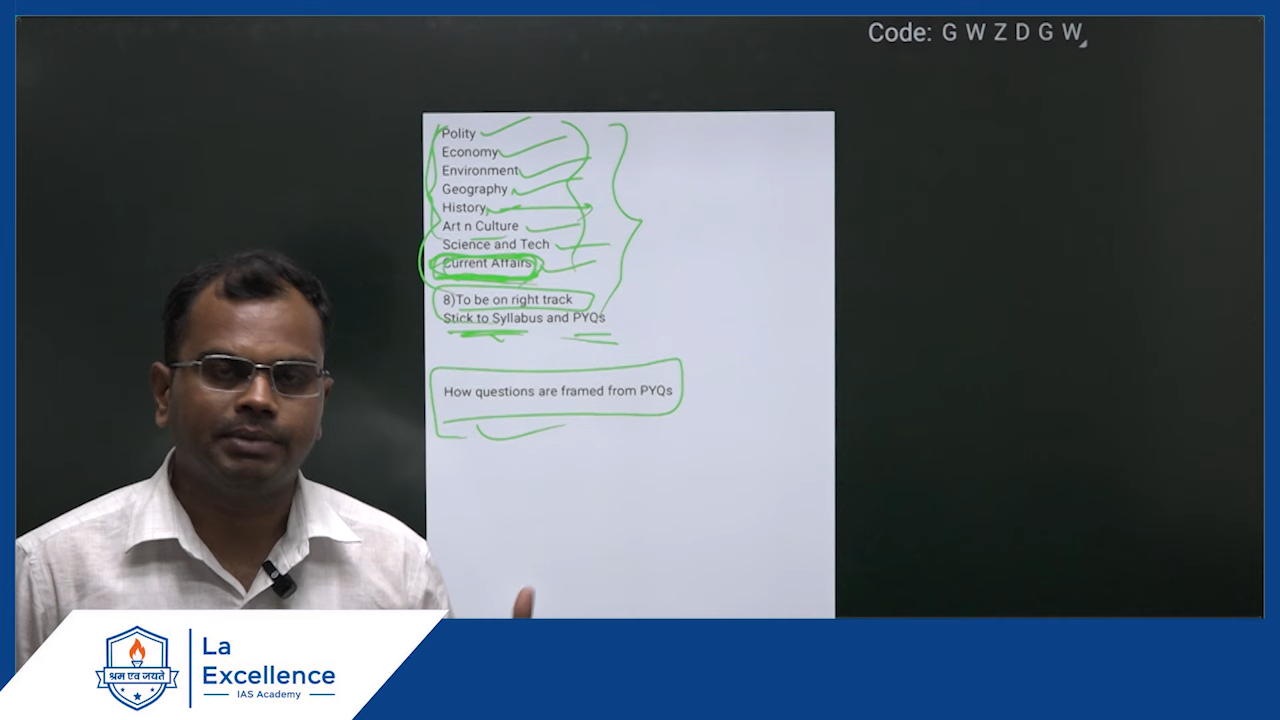 Code: G W Z D G W
Polity
Economy
Environment
Geography
History
Art n Culture
Science and Tech
Current Affairs
8)To be on right track
Stick to Syllabus and PYQs
How questions are framed from PYQs
श्रम एव जयते
La
Excellence
IAS Academy